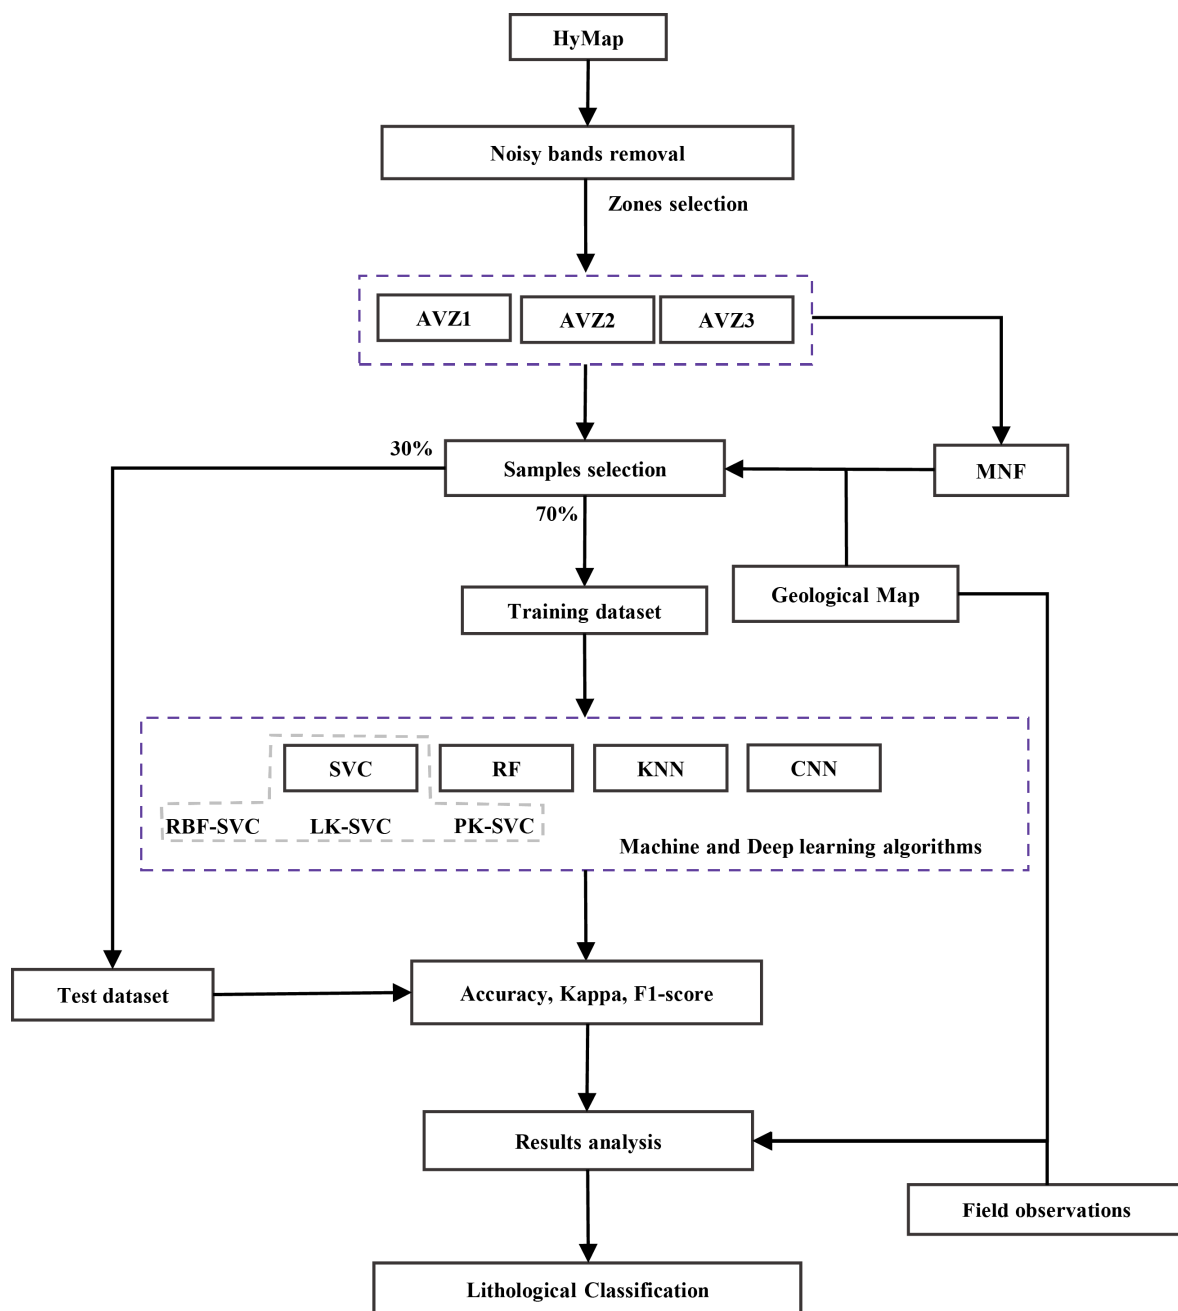 HyMap
Noisy bands removal
Zones selection
AVZ1
AVZ2
AVZ3
30%
Samples selection
MNF
70%
Training dataset
Geological Map
SVC
RF
KNN
CNN
RBF-SVC
LK-SVC
PK-SVC
Machine and Deep learning algorithms
Test dataset
Accuracy, Kappa, F1-score
Results analysis
Field observations
Lithological Classification